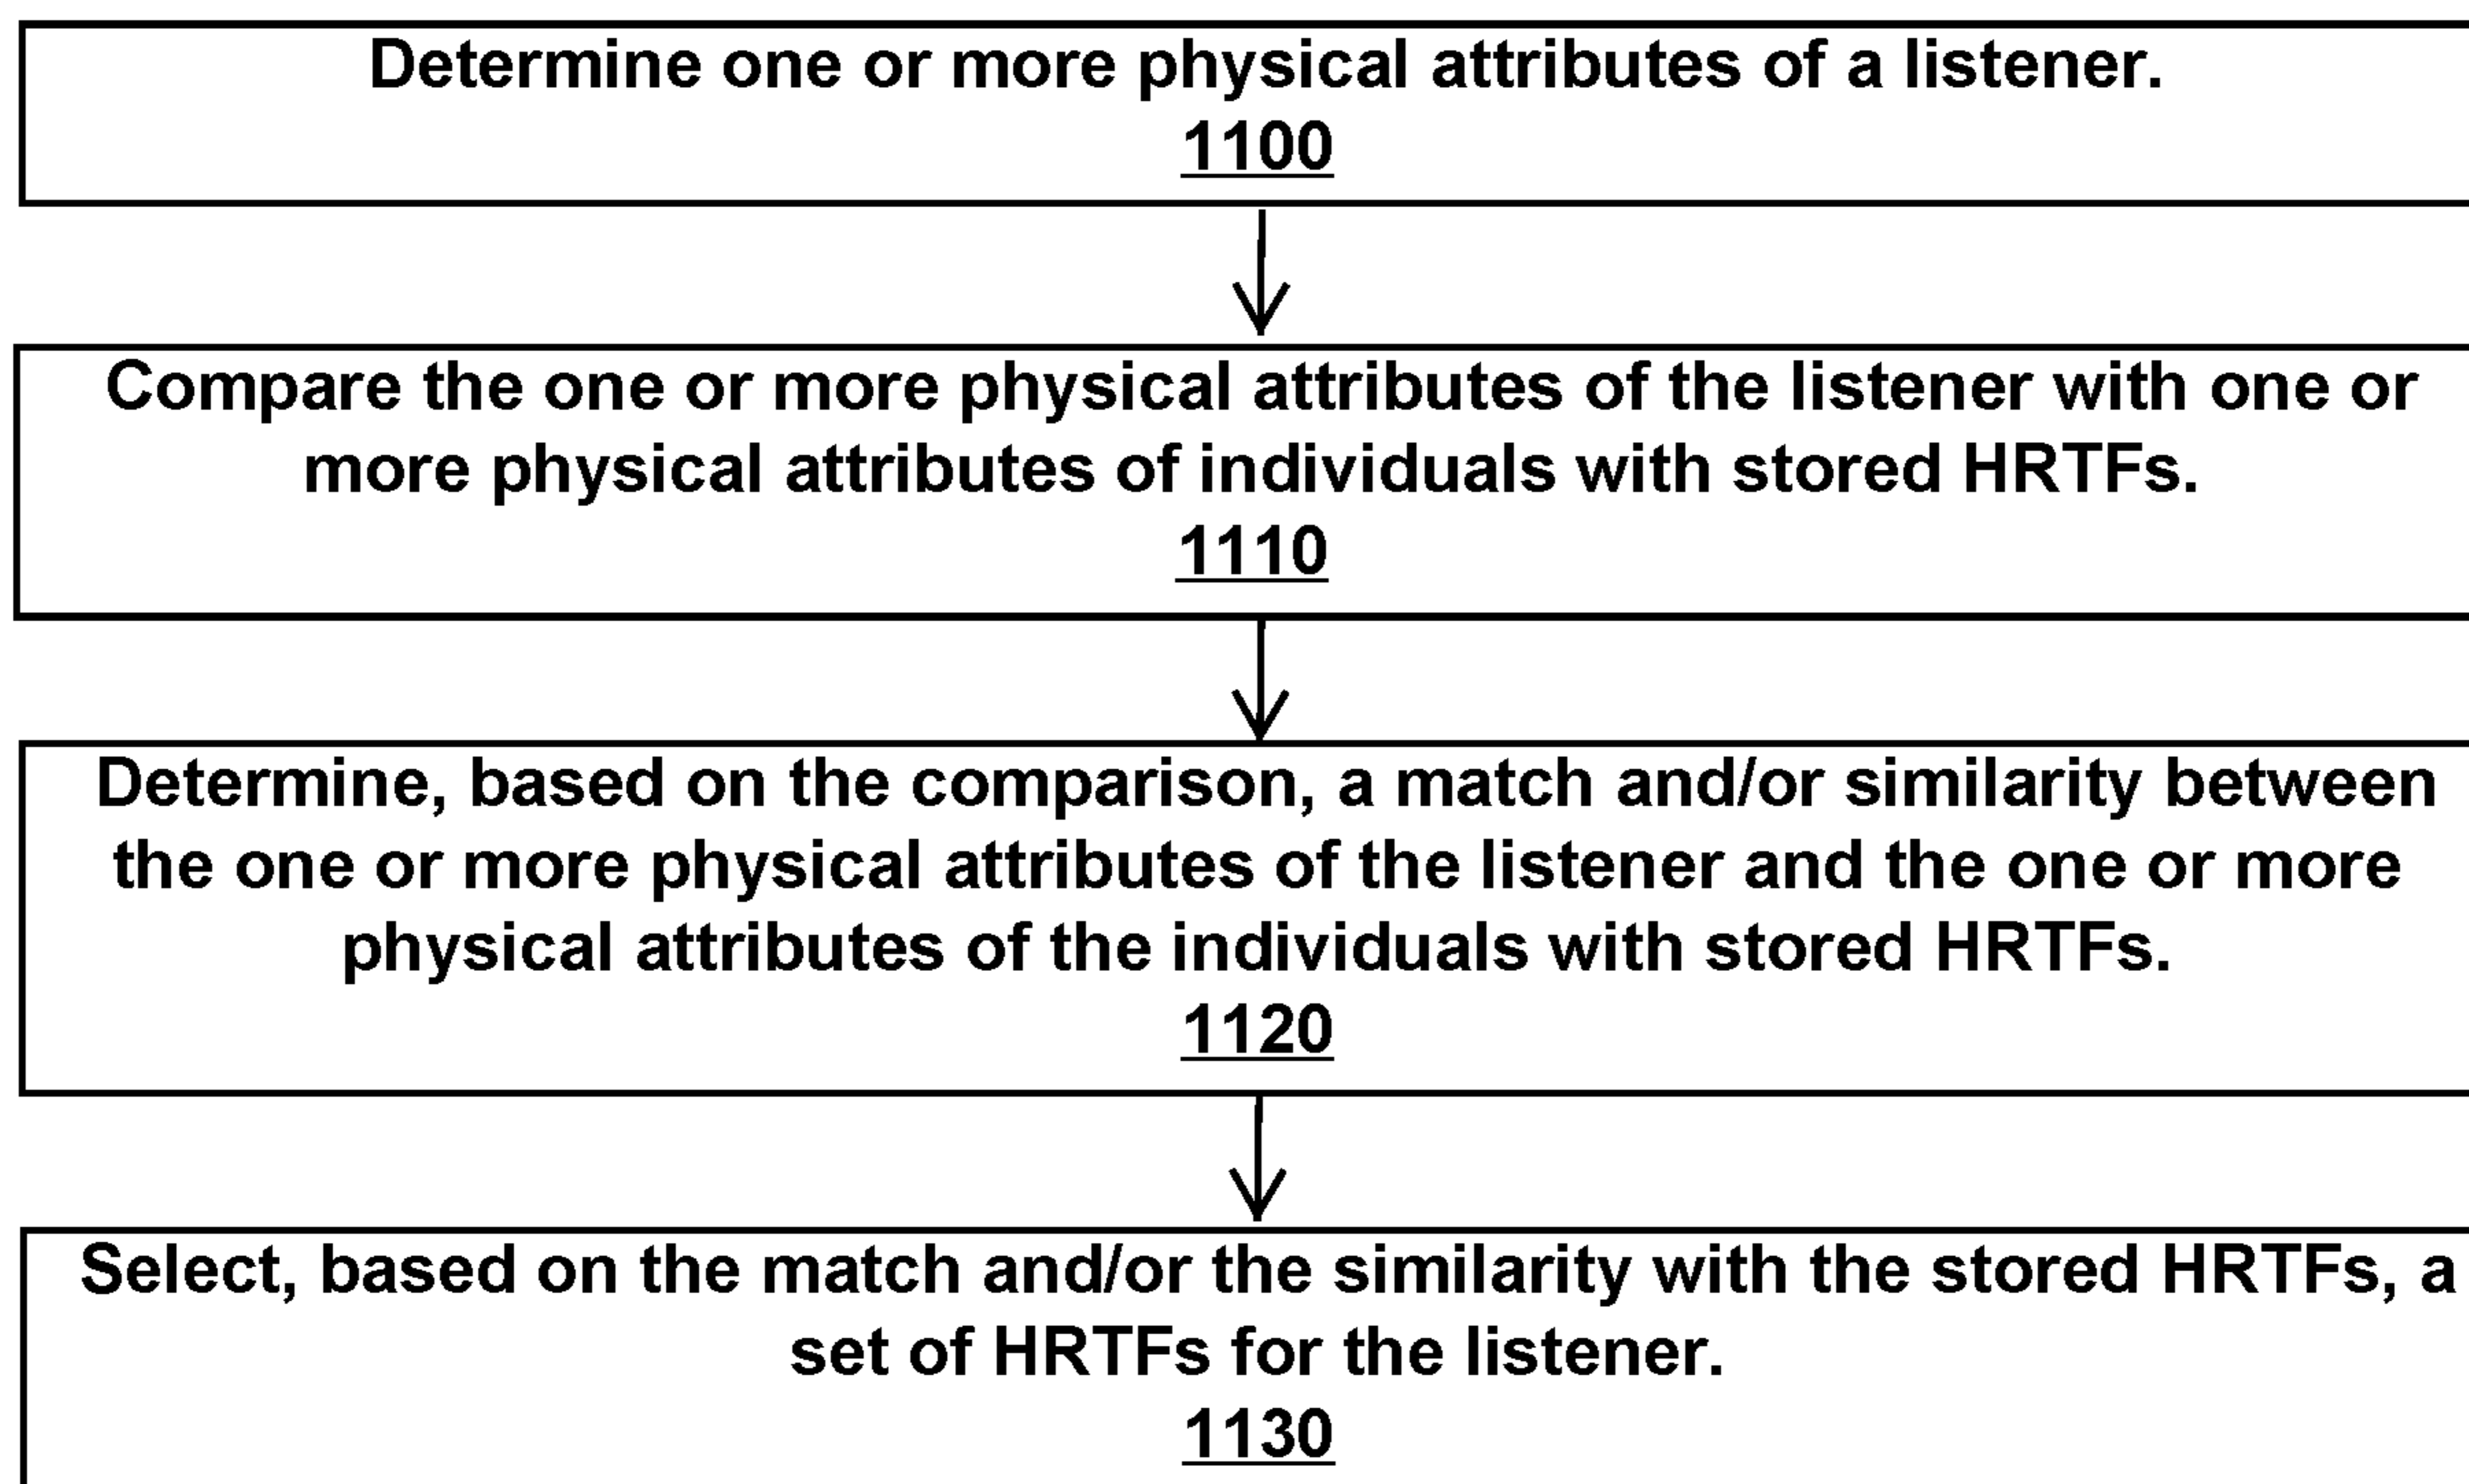 Determine one or more physical attributes of a listener.
1100
Compare the one or more physical attributes of the listener with one or
more physical attributes of individuals with stored HRTFs.
1110
Determine, based on the comparison, a match and/or similarity between
the one or more physical attributes of the listener and the one or more
physical attributes of the individuals with stored HRTFs.
1120
Select, based on the match and/or the similarity with the stored HRTFs, a
set of HRTFs for the listener.
1130